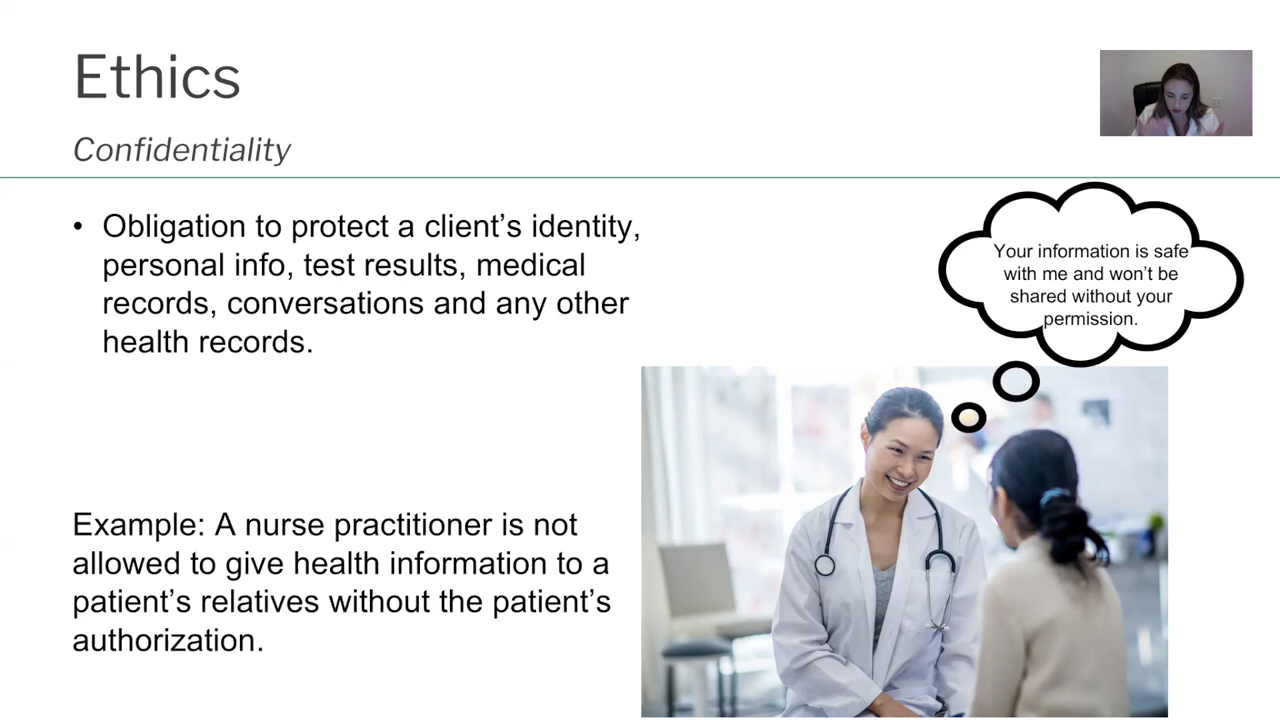 Ethics
Confidentiality
• Obligation to protect a client’s identity,
personal info, test results, medical
records, conversations and any other
health records.
Your information is safe
with me and won’t be
shared without your
permission.
Example: A nurse practitioner is not
allowed to give health information to a
patient’s relatives without the patient’s
authorization.